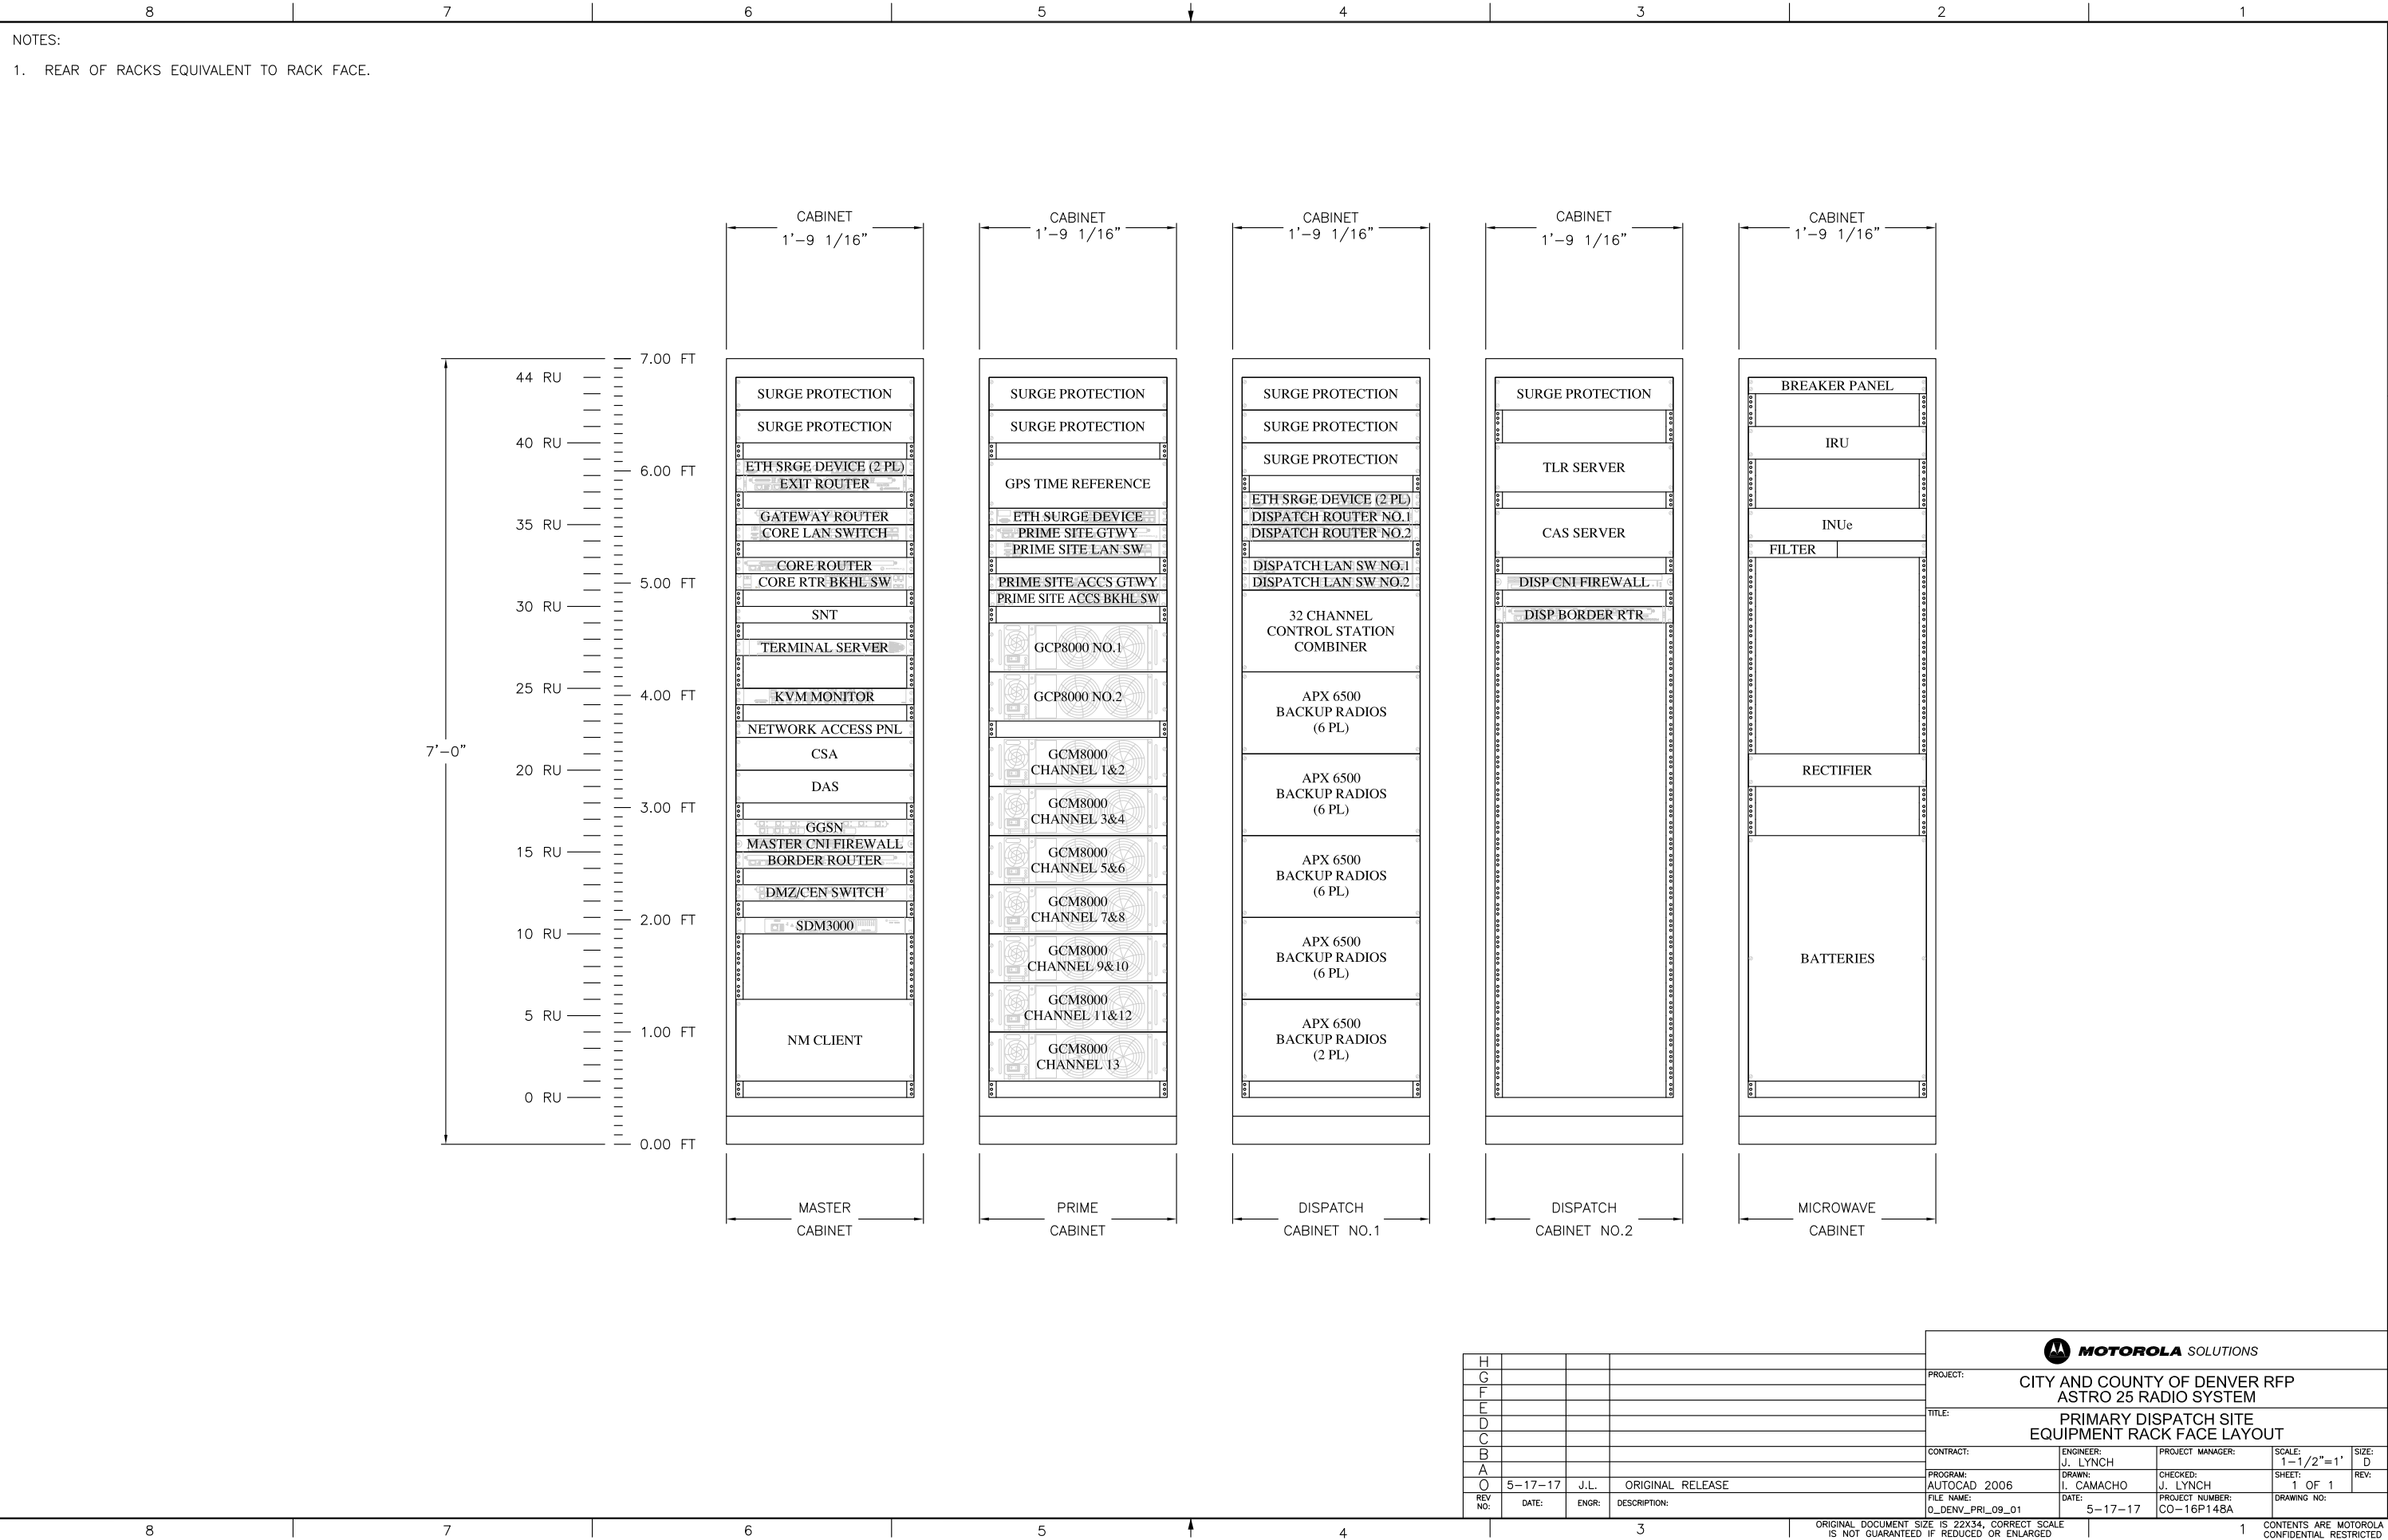 8 7 6 5 4 3 2 1
NOTES:
1. REAR OF RACKS EQUIVALENT TO RACK FACE.
CABINET
1'-9 1/16"
CABINET
1'-9 1/16"
CABINET
1'-9 1/16"
CABINET
1'-9 1/16"
CABINET
1'-9 1/16"
7'-0"
44 RU
40 RU
35 RU
30 RU
25 RU
20 RU
15 RU
10 RU
5 RU
0 RU
7.00 FT
6.00 FT
5.00 FT
4.00 FT
3.00 FT
2.00 FT
1.00 FT
0.00 FT
SURGE PROTECTION
SURGE PROTECTION
ETH SRGE DEVICE (2 PL)
EXIT ROUTER
GATEWAY ROUTER
CORE LAN SWITCH
CORE ROUTER
CORE RTR BKHL SW
SNT
TERMINAL SERVER
KVM MONITOR
NETWORK ACCESS PNL
CSA
DAS
GGSN
MASTER CNI FIREWALL
BORDER ROUTER
DMZ/CEN SWITCH
SDM3000
NM CLIENT
MASTER
CABINET
SURGE PROTECTION
SURGE PROTECTION
GPS TIME REFERENCE
ETH SURGE DEVICE
PRIME SITE GTWY
PRIME SITE LAN SW
PRIME SITE ACCS GTWY
PRIME SITE ACCS BKHL SW
GCP8000 NO.1
GCP8000 NO.2
GCM8000
CHANNEL 1&2
GCM8000
CHANNEL 3&4
GCM8000
CHANNEL 5&6
GCM8000
CHANNEL 7&8
GCM8000
CHANNEL 9&10
GCM8000
CHANNEL 11&12
GCM8000
CHANNEL 13
PRIME
CABINET
SURGE PROTECTION
SURGE PROTECTION
SURGE PROTECTION
ETH SRGE DEVICE (2 PL)
DISPATCH ROUTER NO.1
DISPATCH ROUTER NO.2
DISPATCH LAN SW NO.1
DISPATCH LAN SW NO.2
32 CHANNEL
CONTROL STATION
COMBINER
APX 6500
BACKUP RADIOS
(6 PL)
APX 6500
BACKUP RADIOS
(6 PL)
APX 6500
BACKUP RADIOS
(6 PL)
APX 6500
BACKUP RADIOS
(6 PL)
APX 6500
BACKUP RADIOS
(2 PL)
DISPATCH
CABINET NO.1
SURGE PROTECTION
TLR SERVER
CAS SERVER
DISP CNI FIREWALL
DISP BORDER RTR
DISPATCH
CABINET NO.2
BREAKER PANEL
IRU
INUe
FILTER
RECTIFIER
BATTERIES
MICROWAVE
CABINET
H
G
F
E
D
C
B
A
O 5-17-17 J.L. ORIGINAL RELEASE
REV NO: DATE: ENGR: DESCRIPTION:
MOTOROLA SOLUTIONS
PROJECT:
CITY AND COUNTY OF DENVER RFP
ASTRO 25 RADIO SYSTEM
TITLE:
PRIMARY DISPATCH SITE
EQUIPMENT RACK FACE LAYOUT
CONTRACT: ENGINEER: PROJECT MANAGER: SCALE: SIZE:
J. LYNCH 1-1/2"=1' D
PROGRAM: DRAWN: CHECKED: SHEET: REV:
AUTOCAD 2006 I. CAMACHO J. LYNCH 1 OF 1
FILE NAME: DATE: PROJECT NUMBER: DRAWING NO:
0_DENV_PRI_09_01 5-17-17 CO-16P148A
8 7 6 5 4 3 1
ORIGINAL DOCUMENT SIZE IS 22X34, CORRECT SCALE
IS NOT GUARANTEED IF REDUCED OR ENLARGED
CONTENTS ARE MOTOROLA
CONFIDENTIAL RESTRICTED